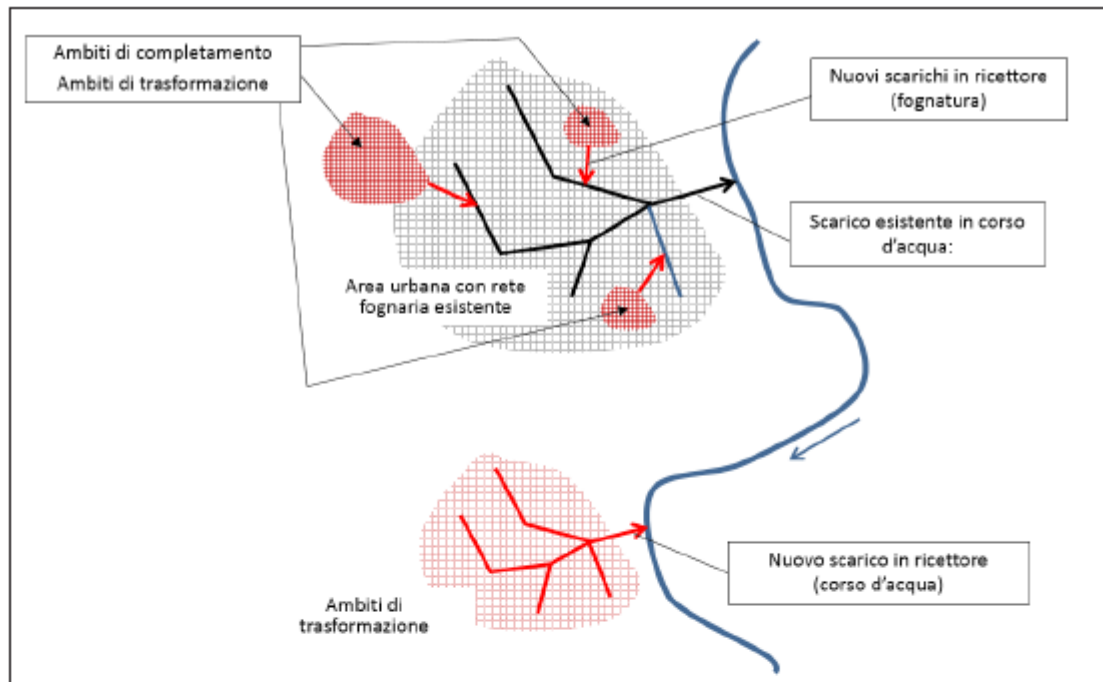 Ambiti di completamento
Ambiti di trasformazione
Nuovi scarichi in ricettore
(fognatura)
Scarico esistente in corso
d'acqua:
Area urbana con rete
fognaria esistente
Nuovo scarico in ricettore
(corso d'acqua)
Ambiti di
trasformazione